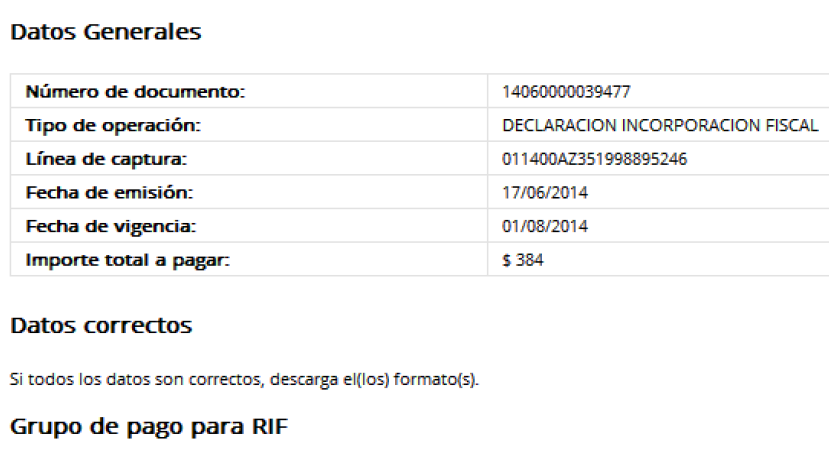 Datos Generales
Número de documento: 14060000039477
Tipo de operación: DECLARACION INCORPORACION FISCAL
Línea de captura: 011400AZ351998895246
Fecha de emisión: 17/06/2014
Fecha de vigencia: 01/08/2014
Importe total a pagar: $ 384
Datos correctos
Si todos los datos son correctos, descarga el(los) formato(s).
Grupo de pago para RIF